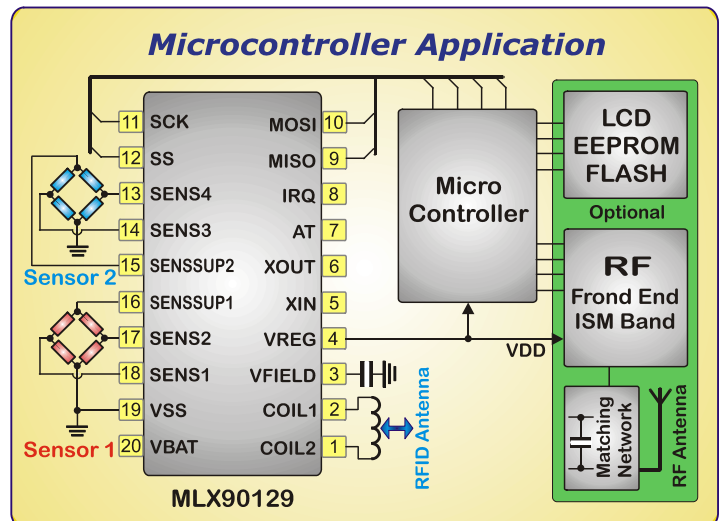 Microcontroller Application
11 SCK
12 SS
13 SENS4
14 SENS3
15 SENSSUP2
16 SENSSUP1
17 SENS2
18 SENS1
19 VSS
20 VBAT
MOSI 10
MISO 9
IRQ 8
AT 7
XOUT 6
XIN 5
VREG 4
VFIELD 3
COIL1 2
COIL2 1
MLX90129
Sensor 2
Sensor 1
RFID Antenna
Micro
Controller
VDD
LCD
EEPROM
FLASH
Optional
RF
Frond End
ISM Band
Matching
Network
RF Antenna